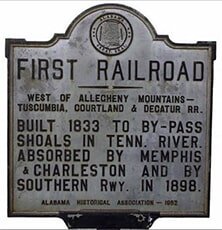 FIRST RAILROAD
WEST OF ALLEGHENY MOUNTAINS—
TUSCUMBIA, COURTLAND & DECATUR RR.
BUILT 1833 TO BY-PASS
SHOALS IN TENN. RIVER.
ABSORBED BY MEMPHIS
& CHARLESTON AND BY
SOUTHERN RWY. IN 1898.
ALABAMA HISTORICAL ASSOCIATION — 1952